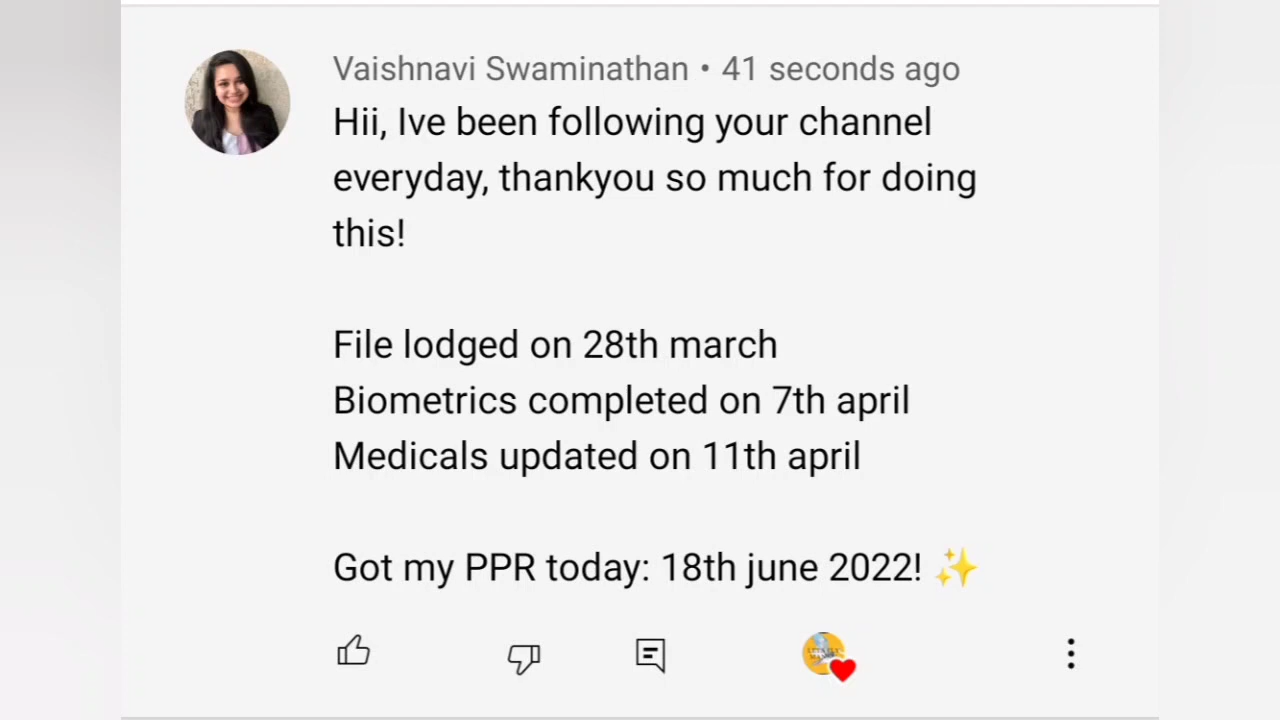 Vaishnavi Swaminathan • 41 seconds ago
Hii, Ive been following your channel
everyday, thankyou so much for doing
this!
File lodged on 28th march
Biometrics completed on 7th april
Medicals updated on 11th april
Got my PPR today: 18th june 2022! ✨